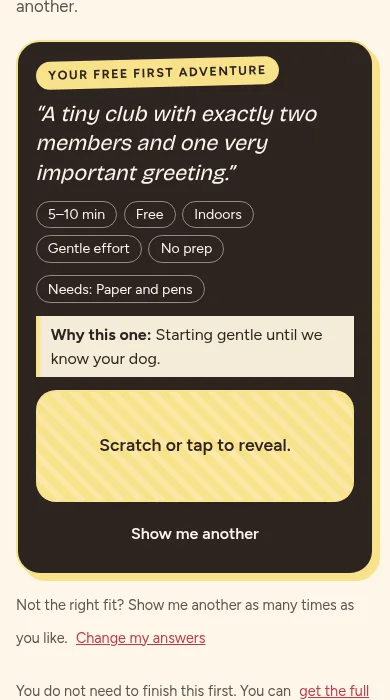 another.
YOUR FREE FIRST ADVENTURE
“A tiny club with exactly two
members and one very
important greeting.”
5–10 min Free Indoors
Gentle effort No prep
Needs: Paper and pens
Why this one: Starting gentle until we
know your dog.
Scratch or tap to reveal.
Show me another
Not the right fit? Show me another as many times as
you like. Change my answers
You do not need to finish this first. You can get the full